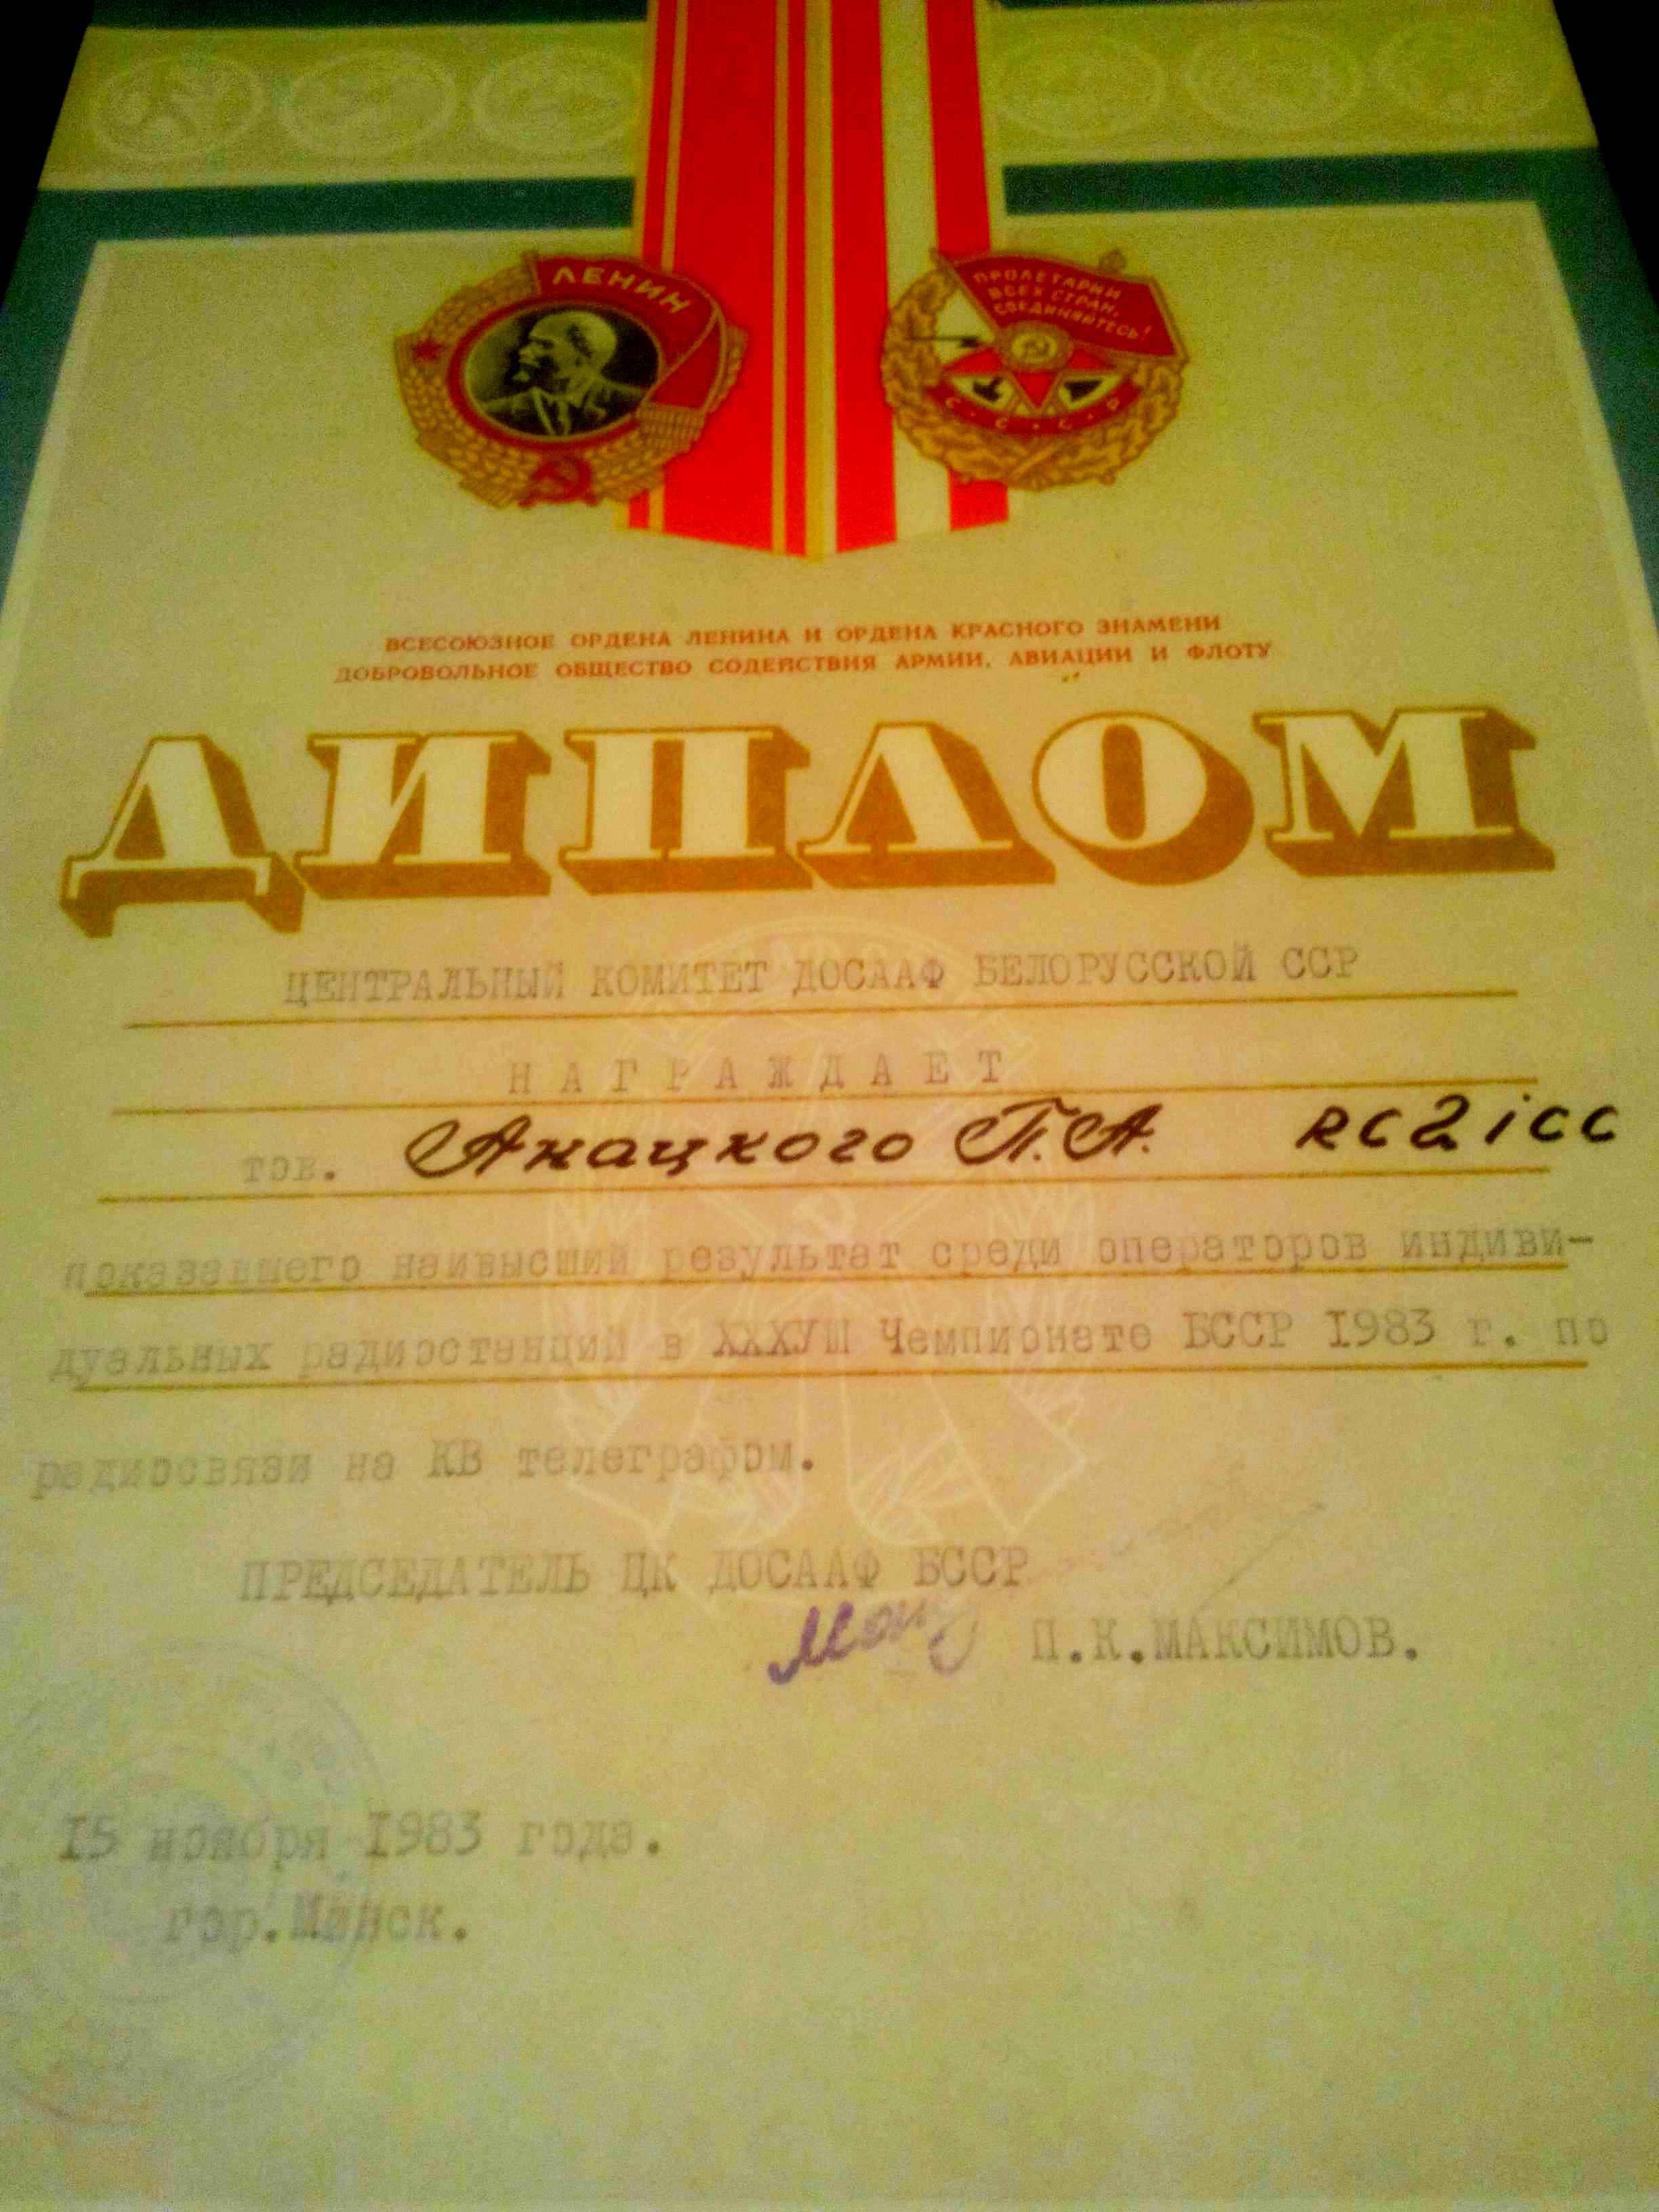 ЛЕНИН
ПРОЛЕТАРИИ
ВСЕХ СТРАН,
СОЕДИНЯЙТЕСЬ!
С С С Р
ВСЕСОЮЗНОЕ ОРДЕНА ЛЕНИНА И ОРДЕНА КРАСНОГО ЗНАМЕНИ
ДОБРОВОЛЬНОЕ ОБЩЕСТВО СОДЕЙСТВИЯ АРМИИ, АВИАЦИИ И ФЛОТУ
ДИПЛОМ
ЦЕНТРАЛЬНЫЙ КОМИТЕТ ДОСААФ БЕЛОРУССКОЙ ССР
НАГРАЖДАЕТ
тов. Анацкого П.А. RC2iCC
показавшего наивысший результат среди операторов индиви-
дуальных радиостанций в ХХХУШ Чемпионате БССР 1983 г. по
радиосвязи на КВ телеграфом.
ПРЕДСЕДАТЕЛЬ ЦК ДОСААФ БССР
П.К.МАКСИМОВ.
15 ноября 1983 года.
гор.Минск.